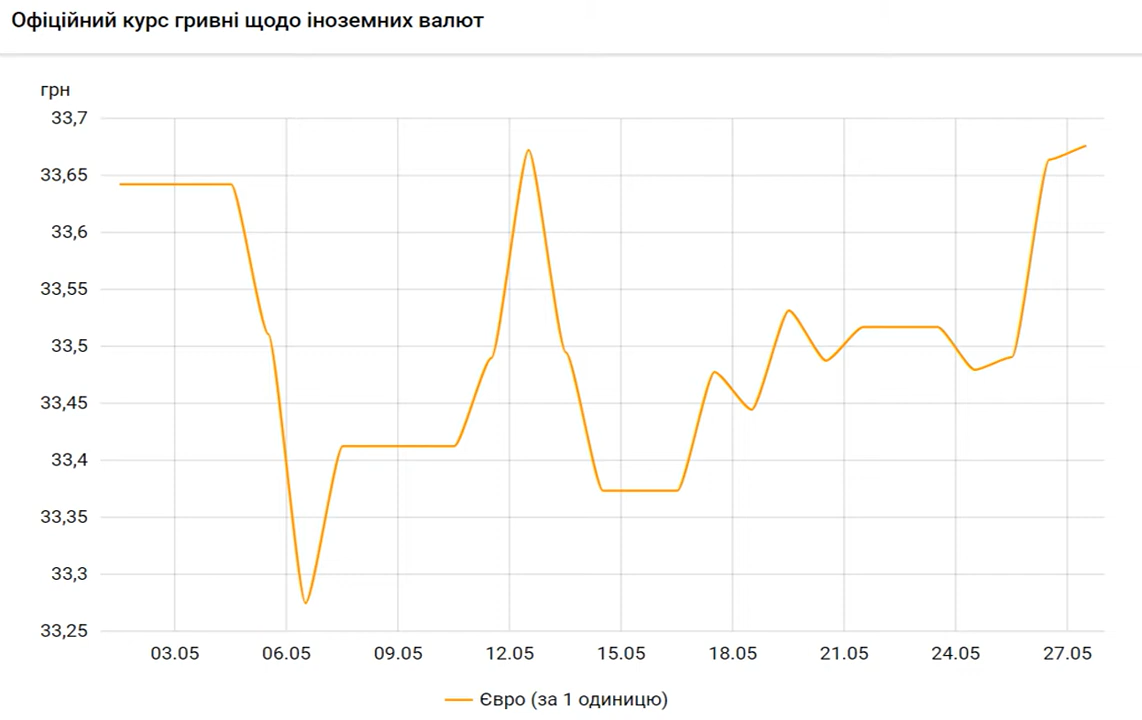 Офіційний курс гривні щодо іноземних валют
грн
33,7
33,65
33,6
33,55
33,5
33,45
33,4
33,35
33,3
33,25
03.05 06.05 09.05 12.05 15.05 18.05 21.05 24.05 27.05
Євро (за 1 одиницю)